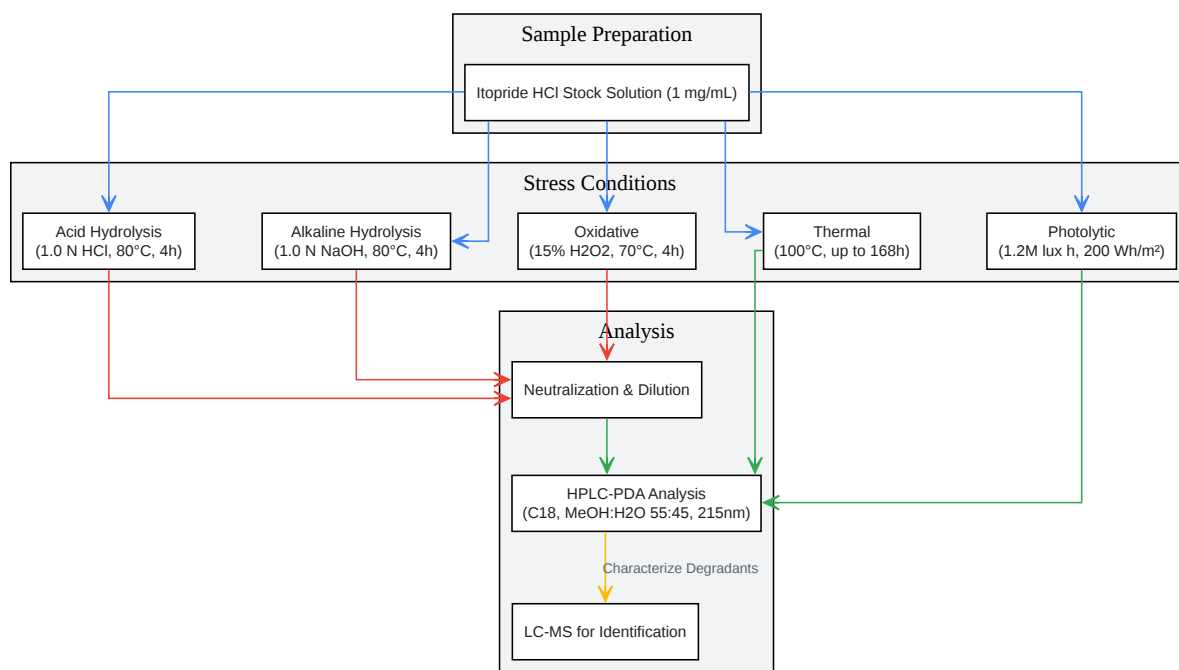 Sample Preparation
Itopride HCl Stock Solution (1 mg/mL)
Stress Conditions
Acid Hydrolysis
(1.0 N HCl, 80°C, 4h)
Alkaline Hydrolysis
(1.0 N NaOH, 80°C, 4h)
Oxidative
(15% H2O2, 70°C, 4h)
Thermal
(100°C, up to 168h)
Photolytic
(1.2M lux h, 200 Wh/m²)
Analysis
Neutralization & Dilution
HPLC-PDA Analysis
(C18, MeOH:H2O 55:45, 215nm)
Characterize Degradants
LC-MS for Identification